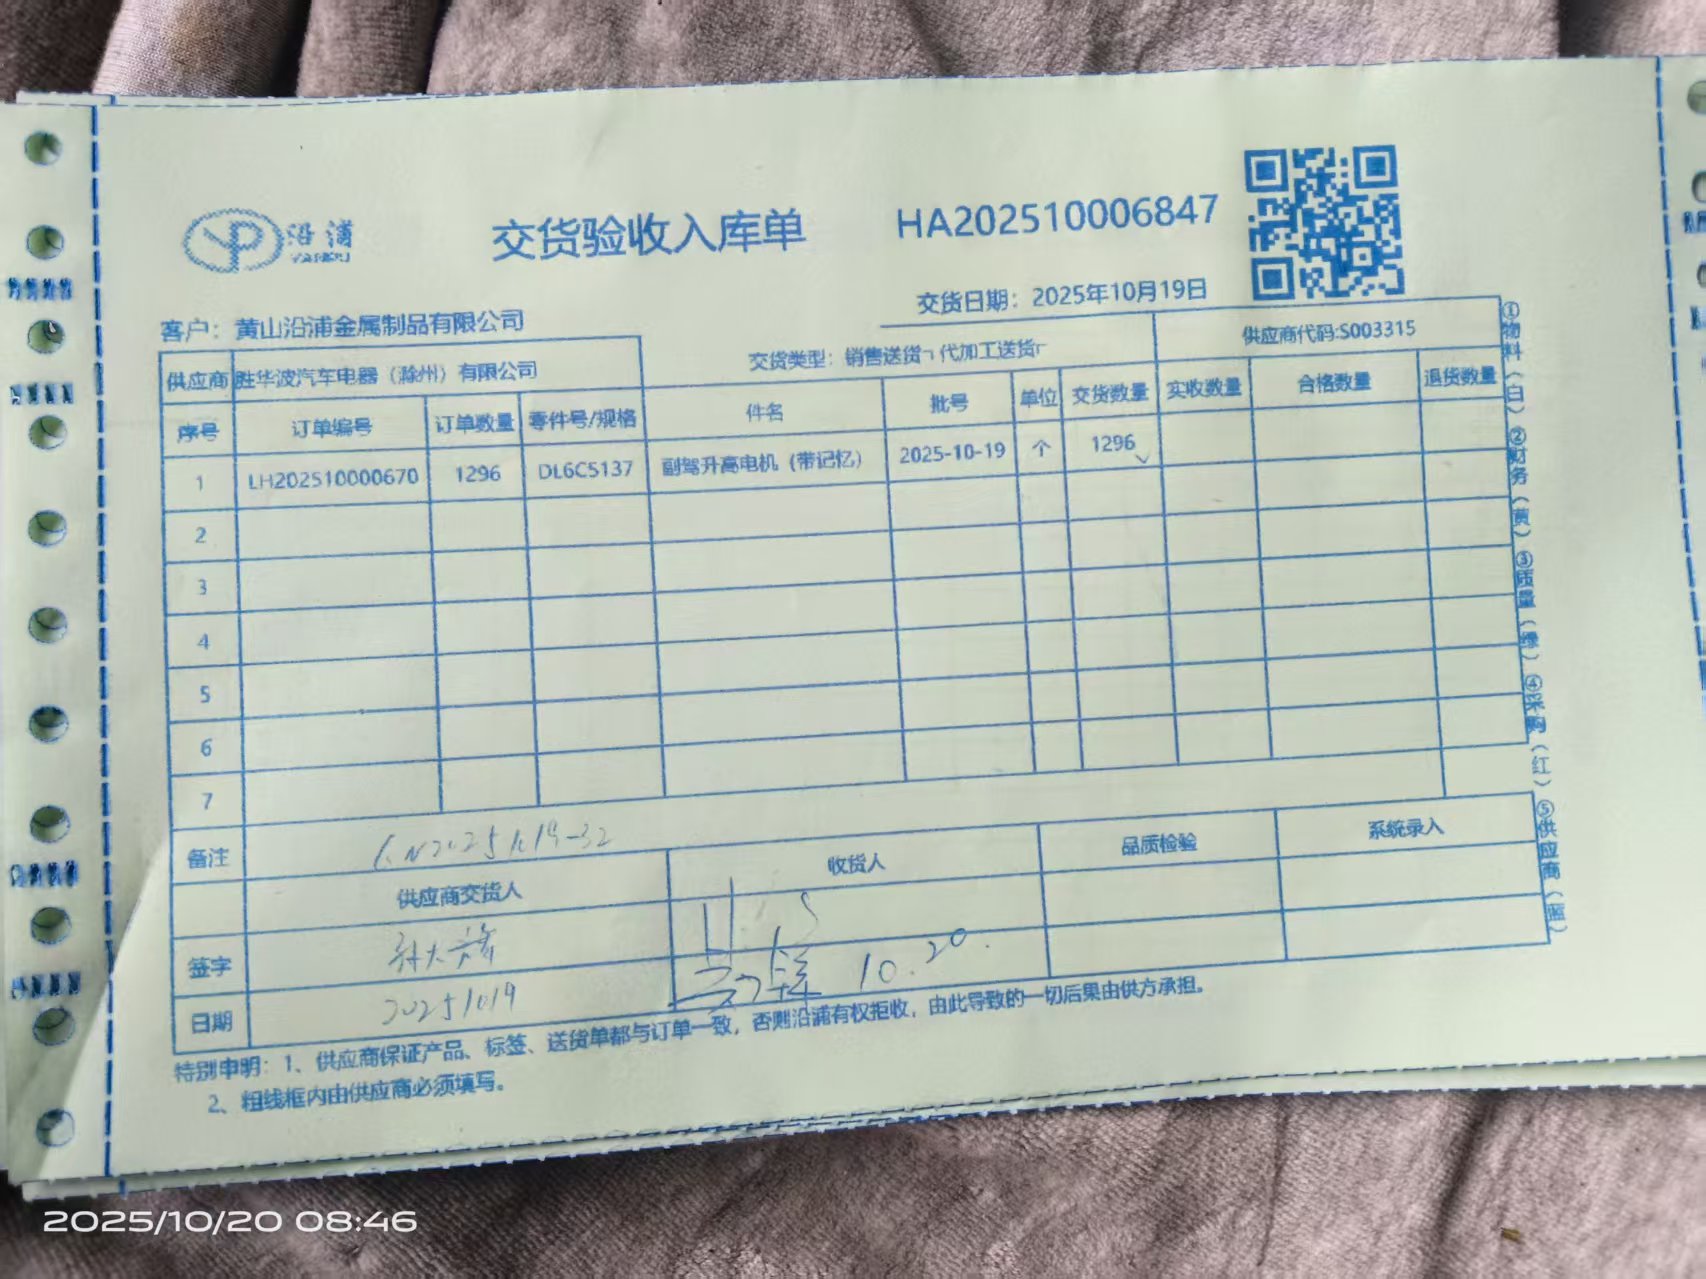 沿浦
YANPU
交货验收入库单
HA202510006847
交货日期：2025年10月19日
客户：黄山沿浦金属制品有限公司
供应商 胜华波汽车电器（滁州）有限公司 交货类型：销售送货 代加工送货 供应商代码:S003315
序号 订单编号 订单数量 零件号/规格 件名 批号 单位 交货数量 实收数量 合格数量 退货数量
1 LH202510000670 1296 DL6C5137 副驾升高电机（带记忆） 2025-10-19 个 1296
2
3
4
5
6
7
备注
供应商交货人 收货人 品质检验 系统录入
签字
日期 20251019 10.20.
特别申明：1、供应商保证产品、标签、送货单都与订单一致，否则沿浦有权拒收，由此导致的一切后果由供方承担。
2、粗线框内由供应商必须填写。
①物料（白）②财务（黄）③质量（绿）④采购（红）⑤供应商（蓝）
2025/10/20 08:46